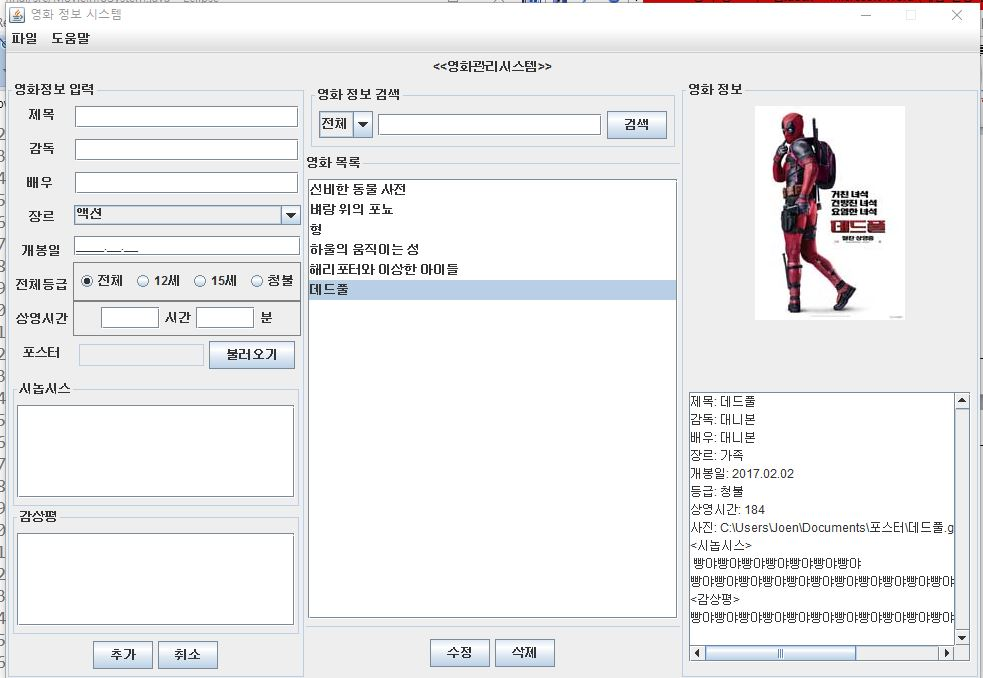 영화 정보 시스템
파일 도움말
<<영화관리시스템>>
영화정보 입력
제목
감독
배우
장르 액션
개봉일 ____.__.__
전체등급 전체 12세 15세 청불
상영시간 시간 분
포스터 불러오기
시놉시스
감상평
추가 취소
영화 정보 검색
전체 검색
영화 목록
신비한 동물 사전
벼랑 위의 포뇨
형
하울의 움직이는 성
해리포터와 이상한 아이들
데드풀
수정 삭제
영화 정보
거친 녀석
건방진 녀석
요염한 녀석
데드풀
제목: 데드풀
감독: 대니본
배우: 대니본
장르: 가족
개봉일: 2017.02.02
등급: 청불
상영시간: 184
사진: C:\Users\Joen\Documents\포스터\데드풀.g
<시놉시스>
빵야빵야빵야빵야빵야빵야빵야
빵야빵야빵야빵야빵야빵야빵야빵야빵야빵야빵야
<감상평>
빵야빵야빵야빵야빵야빵야빵야빵야빵야빵야빵야